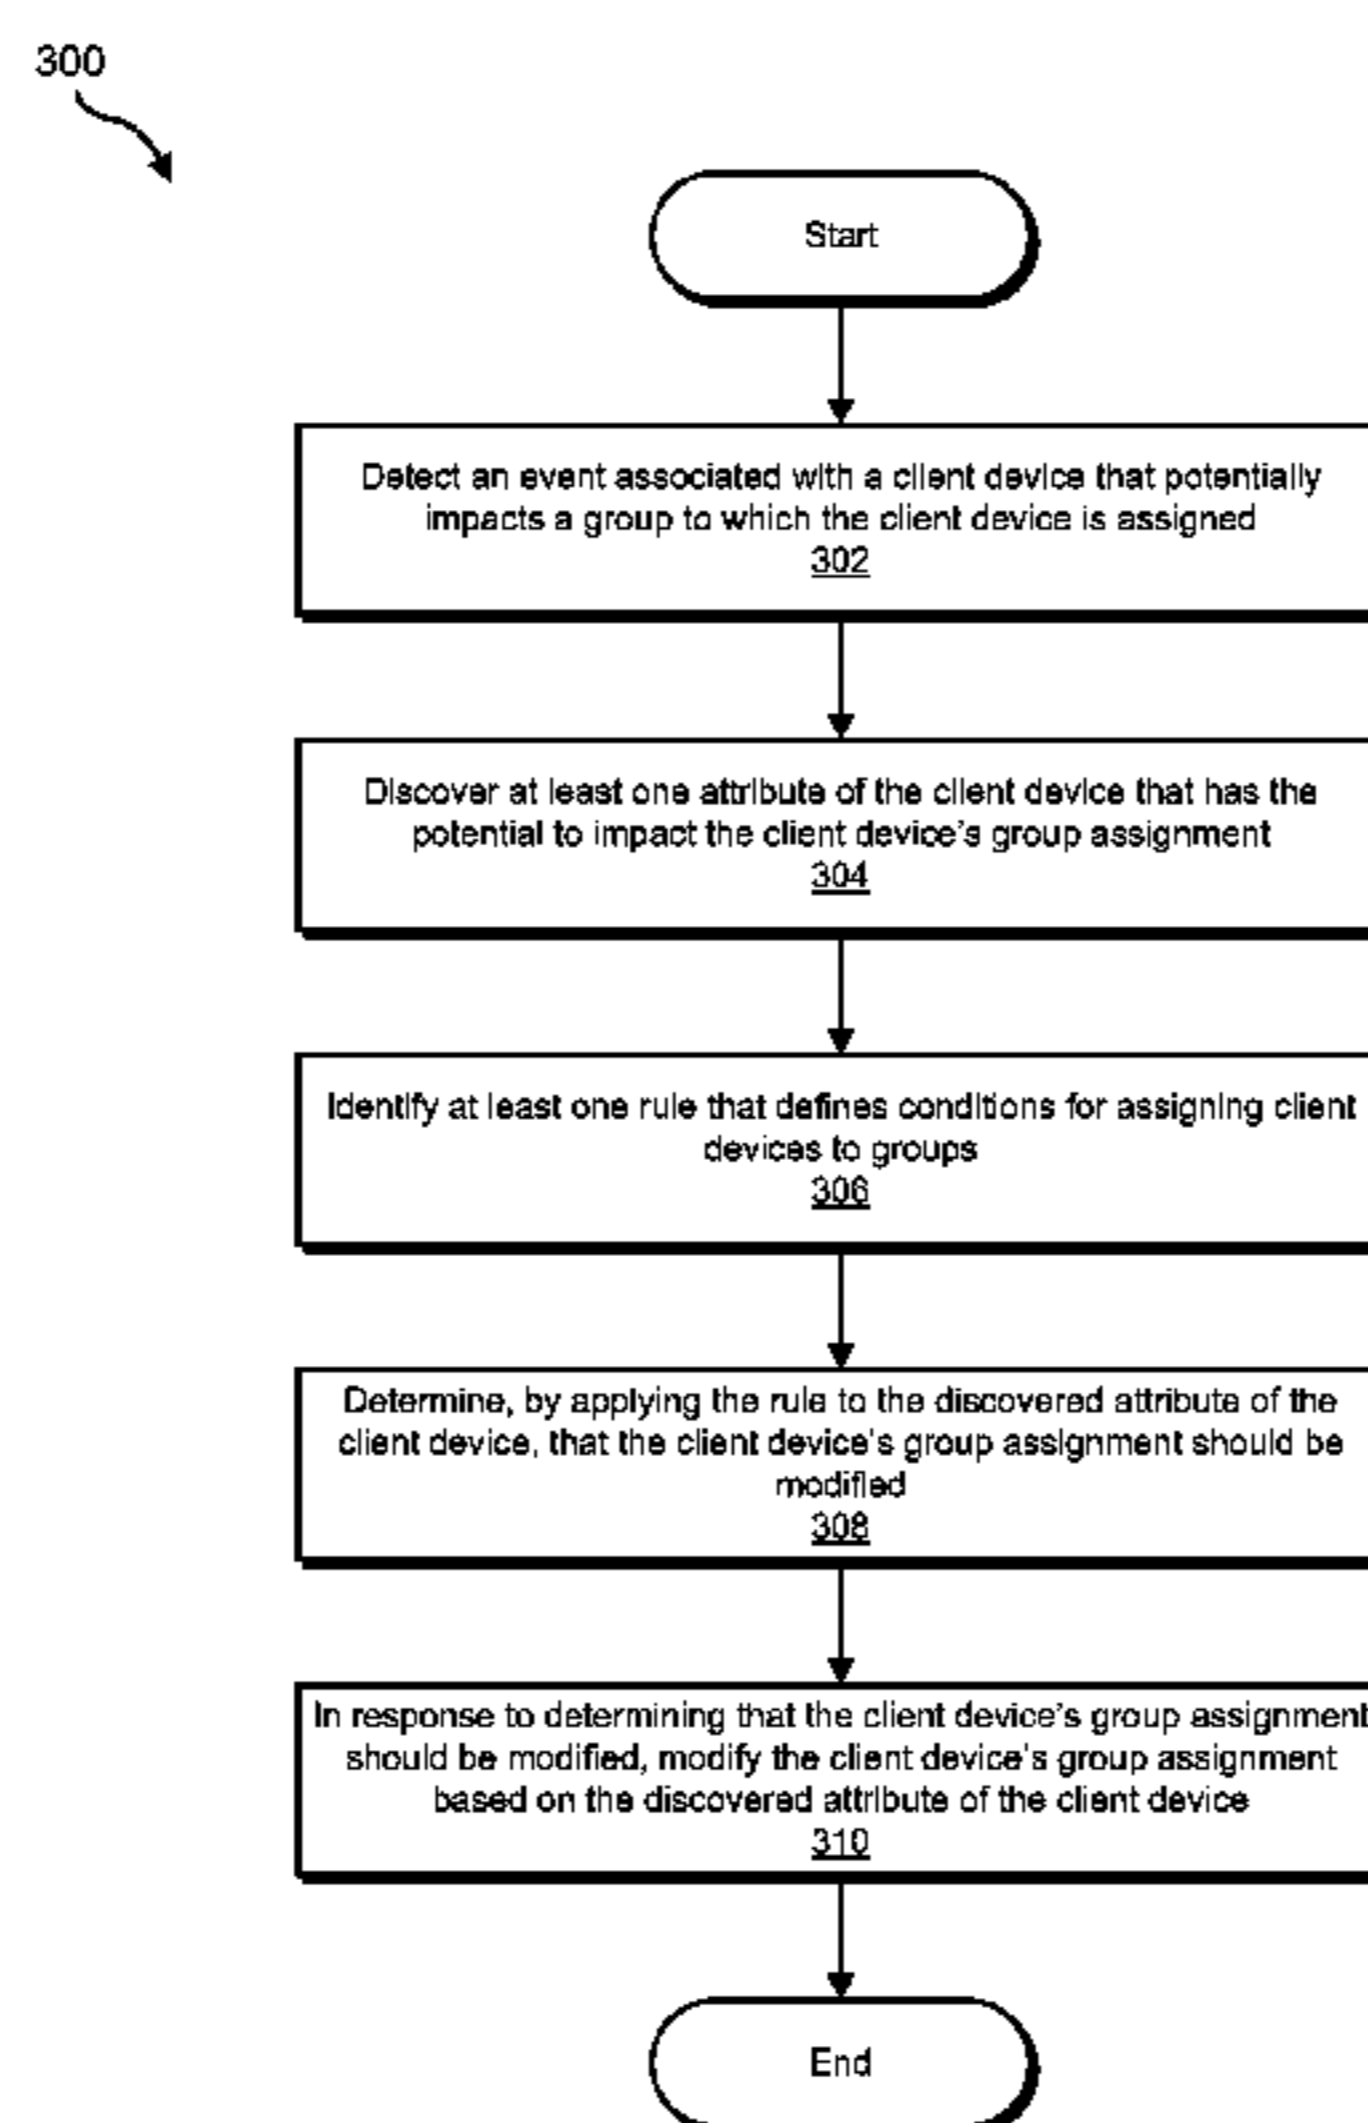 300
Start
Detect an event associated with a client device that potentially
impacts a group to which the client device is assigned
302
Discover at least one attribute of the client device that has the
potential to impact the client device's group assignment
304
Identify at least one rule that defines conditions for assigning client
devices to groups
306
Determine, by applying the rule to the discovered attribute of the
client device, that the client device's group assignment should be
modified
308
In response to determining that the client device's group assignment
should be modified, modify the client device's group assignment
based on the discovered attribute of the client device
310
End